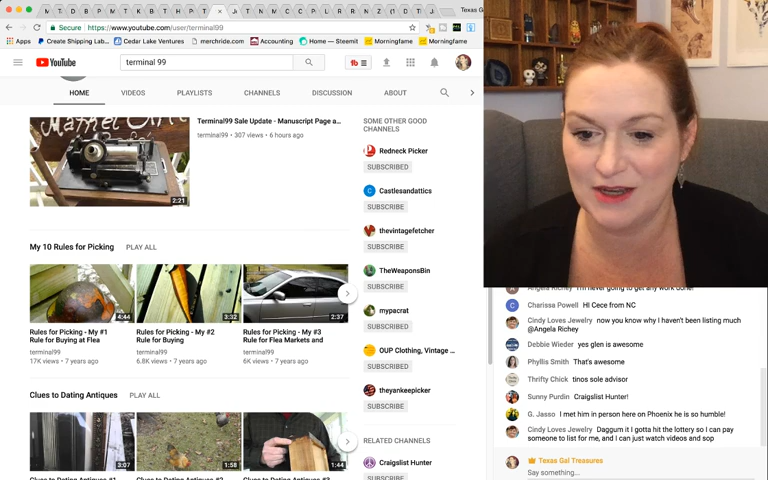 Texas G
Secure
https://www.youtube.com/user/terminal99
Apps
Create Shipping Lab...
Cedar Lake Ventures
merchride.com
Accounting
Home — Steemit
Morningfame
Morningfame
YouTube
terminal 99
HOME
VIDEOS
PLAYLISTS
CHANNELS
DISCUSSION
ABOUT
2:21
Terminal99 Sale Update - Manuscript Page a...
terminal99 • 307 views • 6 hours ago
SOME OTHER GOOD
CHANNELS
Redneck Picker
SUBSCRIBED
Castlesandattics
SUBSCRIBE
thevintagefetcher
SUBSCRIBE
TheWeaponsBin
SUBSCRIBE
mypacrat
SUBSCRIBED
OUP Clothing, Vintage ...
SUBSCRIBED
theyankeepicker
SUBSCRIBE
RELATED CHANNELS
Craigslist Hunter
SUBSCRIBED
My 10 Rules for Picking
PLAY ALL
4:44
3:32
2:37
Rules for Picking - My #1
Rule for Buying at Flea
terminal99
17K views • 7 years ago
Rules for Picking - My #2
Rule for Buying
terminal99
6.8K views • 7 years ago
Rules for Picking - My #3
Rule for Flea Markets and
terminal99
6K views • 7 years ago
Clues to Dating Antiques
PLAY ALL
3:07
1:58
1:44
Charissa Powell HI Cece from NC
Cindy Loves Jewelry now you know why I haven't been listing much
@Angela Richey
Debbie Wieder yes glen is awesome
Phyllis Smith That's awesome
Thrifty Chick tinos sole advisor
Sunny Purdin Craigslist Hunter!
G. Jasso I met him in person here on Phoenix he is so humble!
Cindy Loves Jewelry Daggum it I gotta hit the lottery so I can pay
someone to list for me, and I can just watch videos and sop
Texas Gal Treasures
Say something...